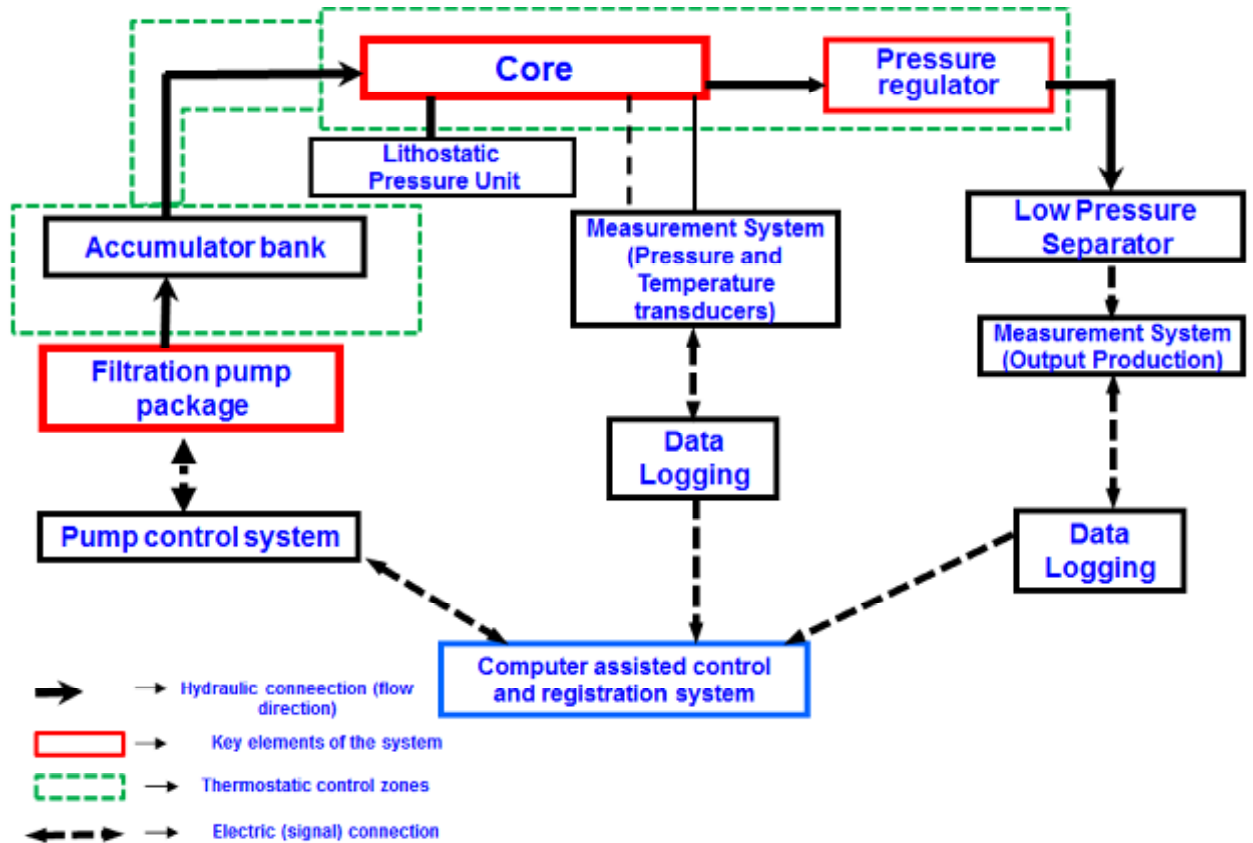 Core
Pressure
regulator
Lithostatic
Pressure Unit
Accumulator bank
Measurement System
(Pressure and
Temperature
transducers)
Low Pressure
Separator
Filtration pump
package
Measurement System
(Output Production)
Data
Logging
Pump control system
Data
Logging
Computer assisted control
and registration system
Hydraulic conneection (flow
direction)
Key elements of the system
Thermostatic control zones
Electric (signal) connection